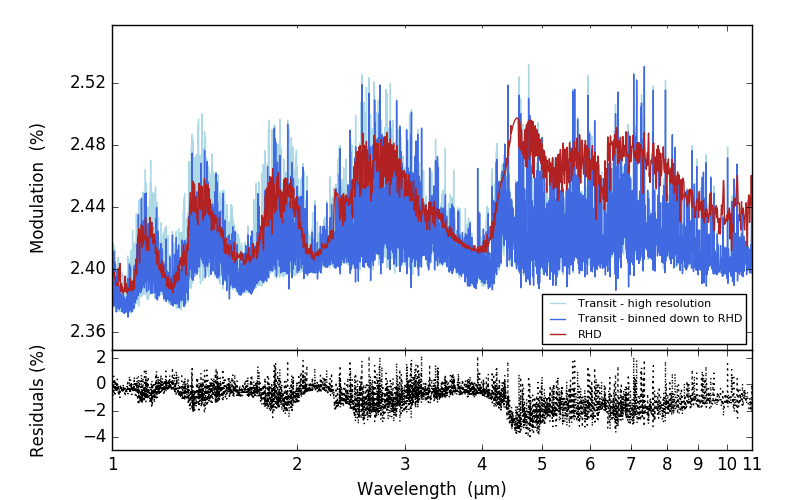 Modulation (%)
2.52
2.48
2.44
2.40
2.36
Transit - high resolution
Transit - binned down to RHD
RHD
Residuals (%)
2
0
−2
−4
1 2 3 4 5 6 7 8 9 10 11
Wavelength (μm)